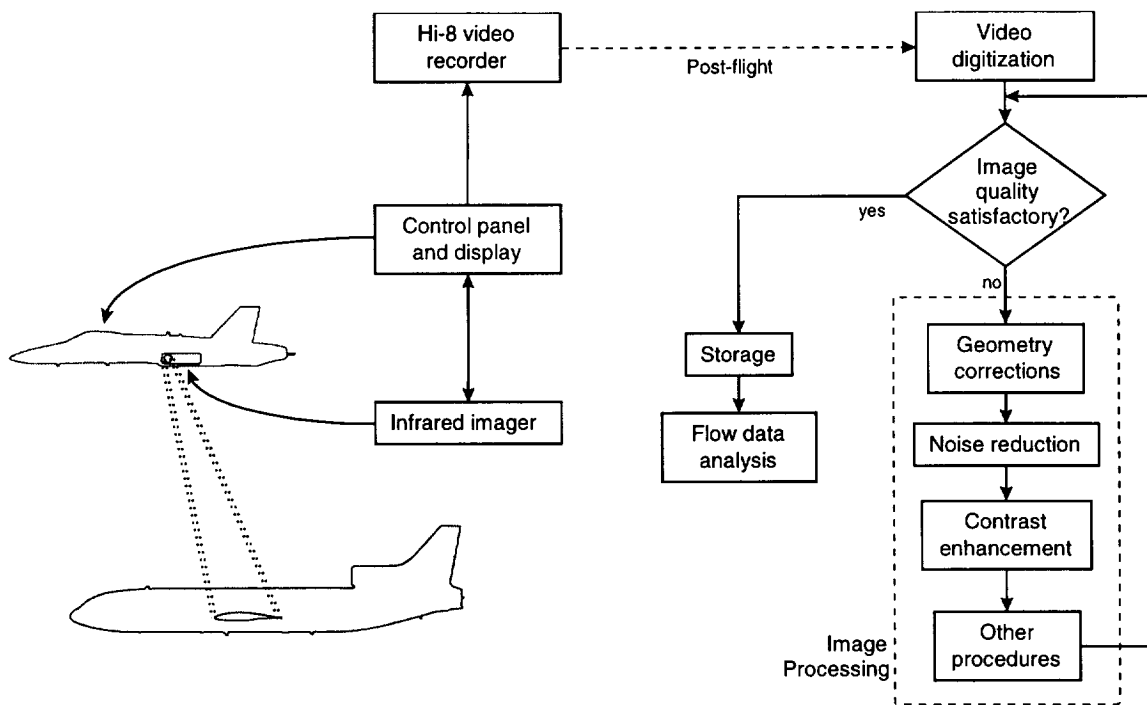 Hi-8 video
recorder
Post-flight
Video
digitization
Image
quality
satisfactory?
yes
no
Control panel
and display
Infrared imager
Storage
Flow data
analysis
Geometry
corrections
Noise reduction
Contrast
enhancement
Other
procedures
Image
Processing